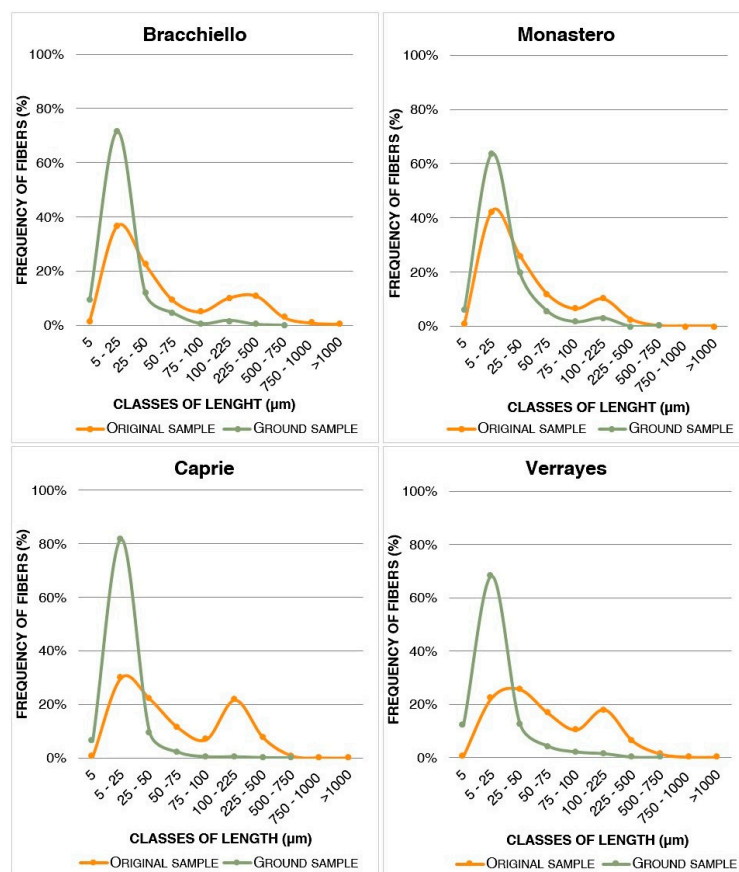 Bracchiello
100%
80%
60%
40%
20%
0%
FREQUENCY OF FIBERS (%)
5
5 - 25
25 - 50
50 -75
75 - 100
100 - 225
225 - 500
500 - 750
750 - 1000
>1000
CLASSES OF LENGHT (µm)
ORIGINAL SAMPLE GROUND SAMPLE
Monastero
100%
80%
60%
40%
20%
0%
FREQUENCY OF FIBERS (%)
5
5 - 25
25 - 50
50 -75
75 - 100
100 - 225
225 - 500
500 - 750
750 - 1000
>1000
CLASSES OF LENGHT (µm)
ORIGINAL SAMPLE GROUND SAMPLE
Caprie
100%
80%
60%
40%
20%
0%
FREQUENCY OF FIBERS (%)
5
5 - 25
25 - 50
50 -75
75 - 100
100 - 225
225 - 500
500 - 750
750 - 1000
>1000
CLASSES OF LENGTH (µm)
ORIGINAL SAMPLE GROUND SAMPLE
Verrayes
100%
80%
60%
40%
20%
0%
FREQUENCY OF FIBERS (%)
5
5 - 25
25 - 50
50 -75
75 - 100
100 - 225
225 - 500
500 - 750
750 - 1000
>1000
CLASSES OF LENGTH (µm)
ORIGINAL SAMPLE GROUND SAMPLE